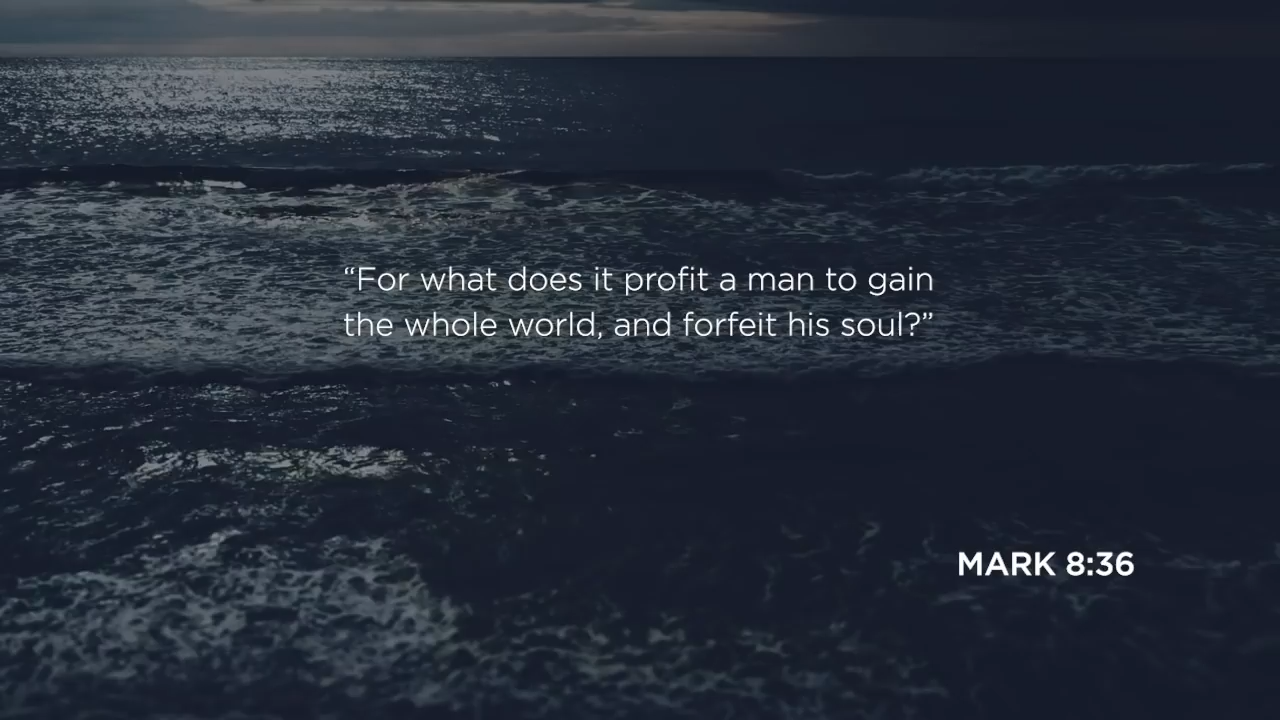 “For what does it profit a man to gain
the whole world, and forfeit his soul?”
MARK 8:36